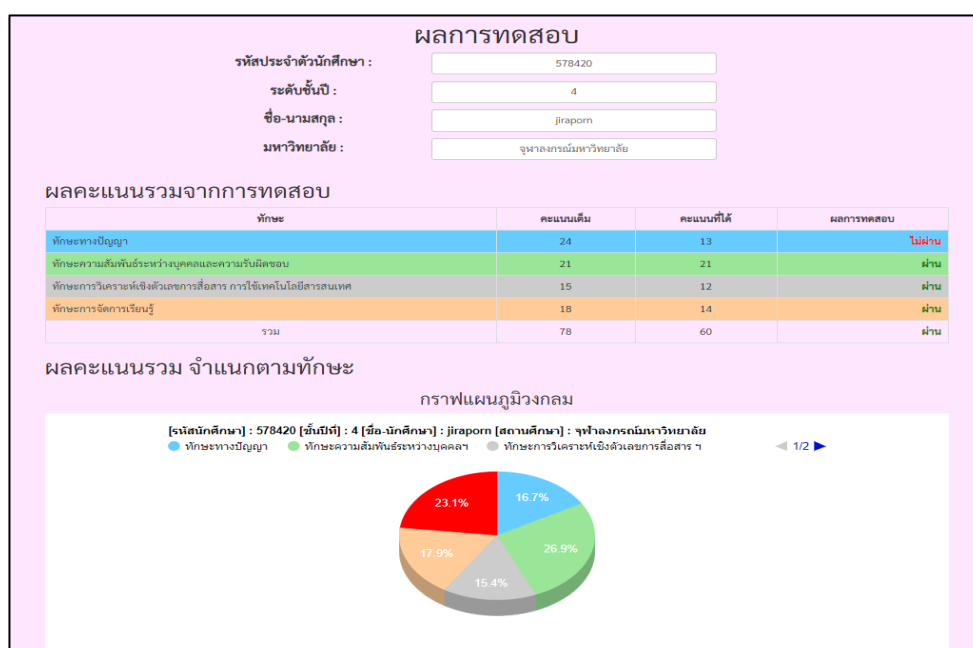 ผลการทดสอบ
รหัสประจำตัวนักศึกษา : 578420
ระดับชั้นปี : 4
ชื่อ-นามสกุล : jiraporn
มหาวิทยาลัย : จุฬาลงกรณ์มหาวิทยาลัย
ผลคะแนนรวมจากการทดสอบ
ทักษะ คะแนนเต็ม คะแนนที่ได้ ผลการทดสอบ
ทักษะทางปัญญา 24 13 ไม่ผ่าน
ทักษะความสัมพันธ์ระหว่างบุคคลและความรับผิดชอบ 21 21 ผ่าน
ทักษะการวิเคราะห์เชิงตัวเลขการสื่อสาร การใช้เทคโนโลยีสารสนเทศ 15 12 ผ่าน
ทักษะการจัดการเรียนรู้ 18 14 ผ่าน
รวม 78 60 ผ่าน
ผลคะแนนรวม จำแนกตามทักษะ
กราฟแผนภูมิวงกลม
[รหัสนักศึกษา] : 578420 [ชั้นปีที่] : 4 [ชื่อ-นักศึกษา] : jiraporn [สถานศึกษา] : จุฬาลงกรณ์มหาวิทยาลัย
ทักษะทางปัญญา ทักษะความสัมพันธ์ระหว่างบุคคลฯ ทักษะการวิเคราะห์เชิงตัวเลขการสื่อสาร ฯ 1/2
23.1% 16.7%
17.9% 26.9%
15.4%